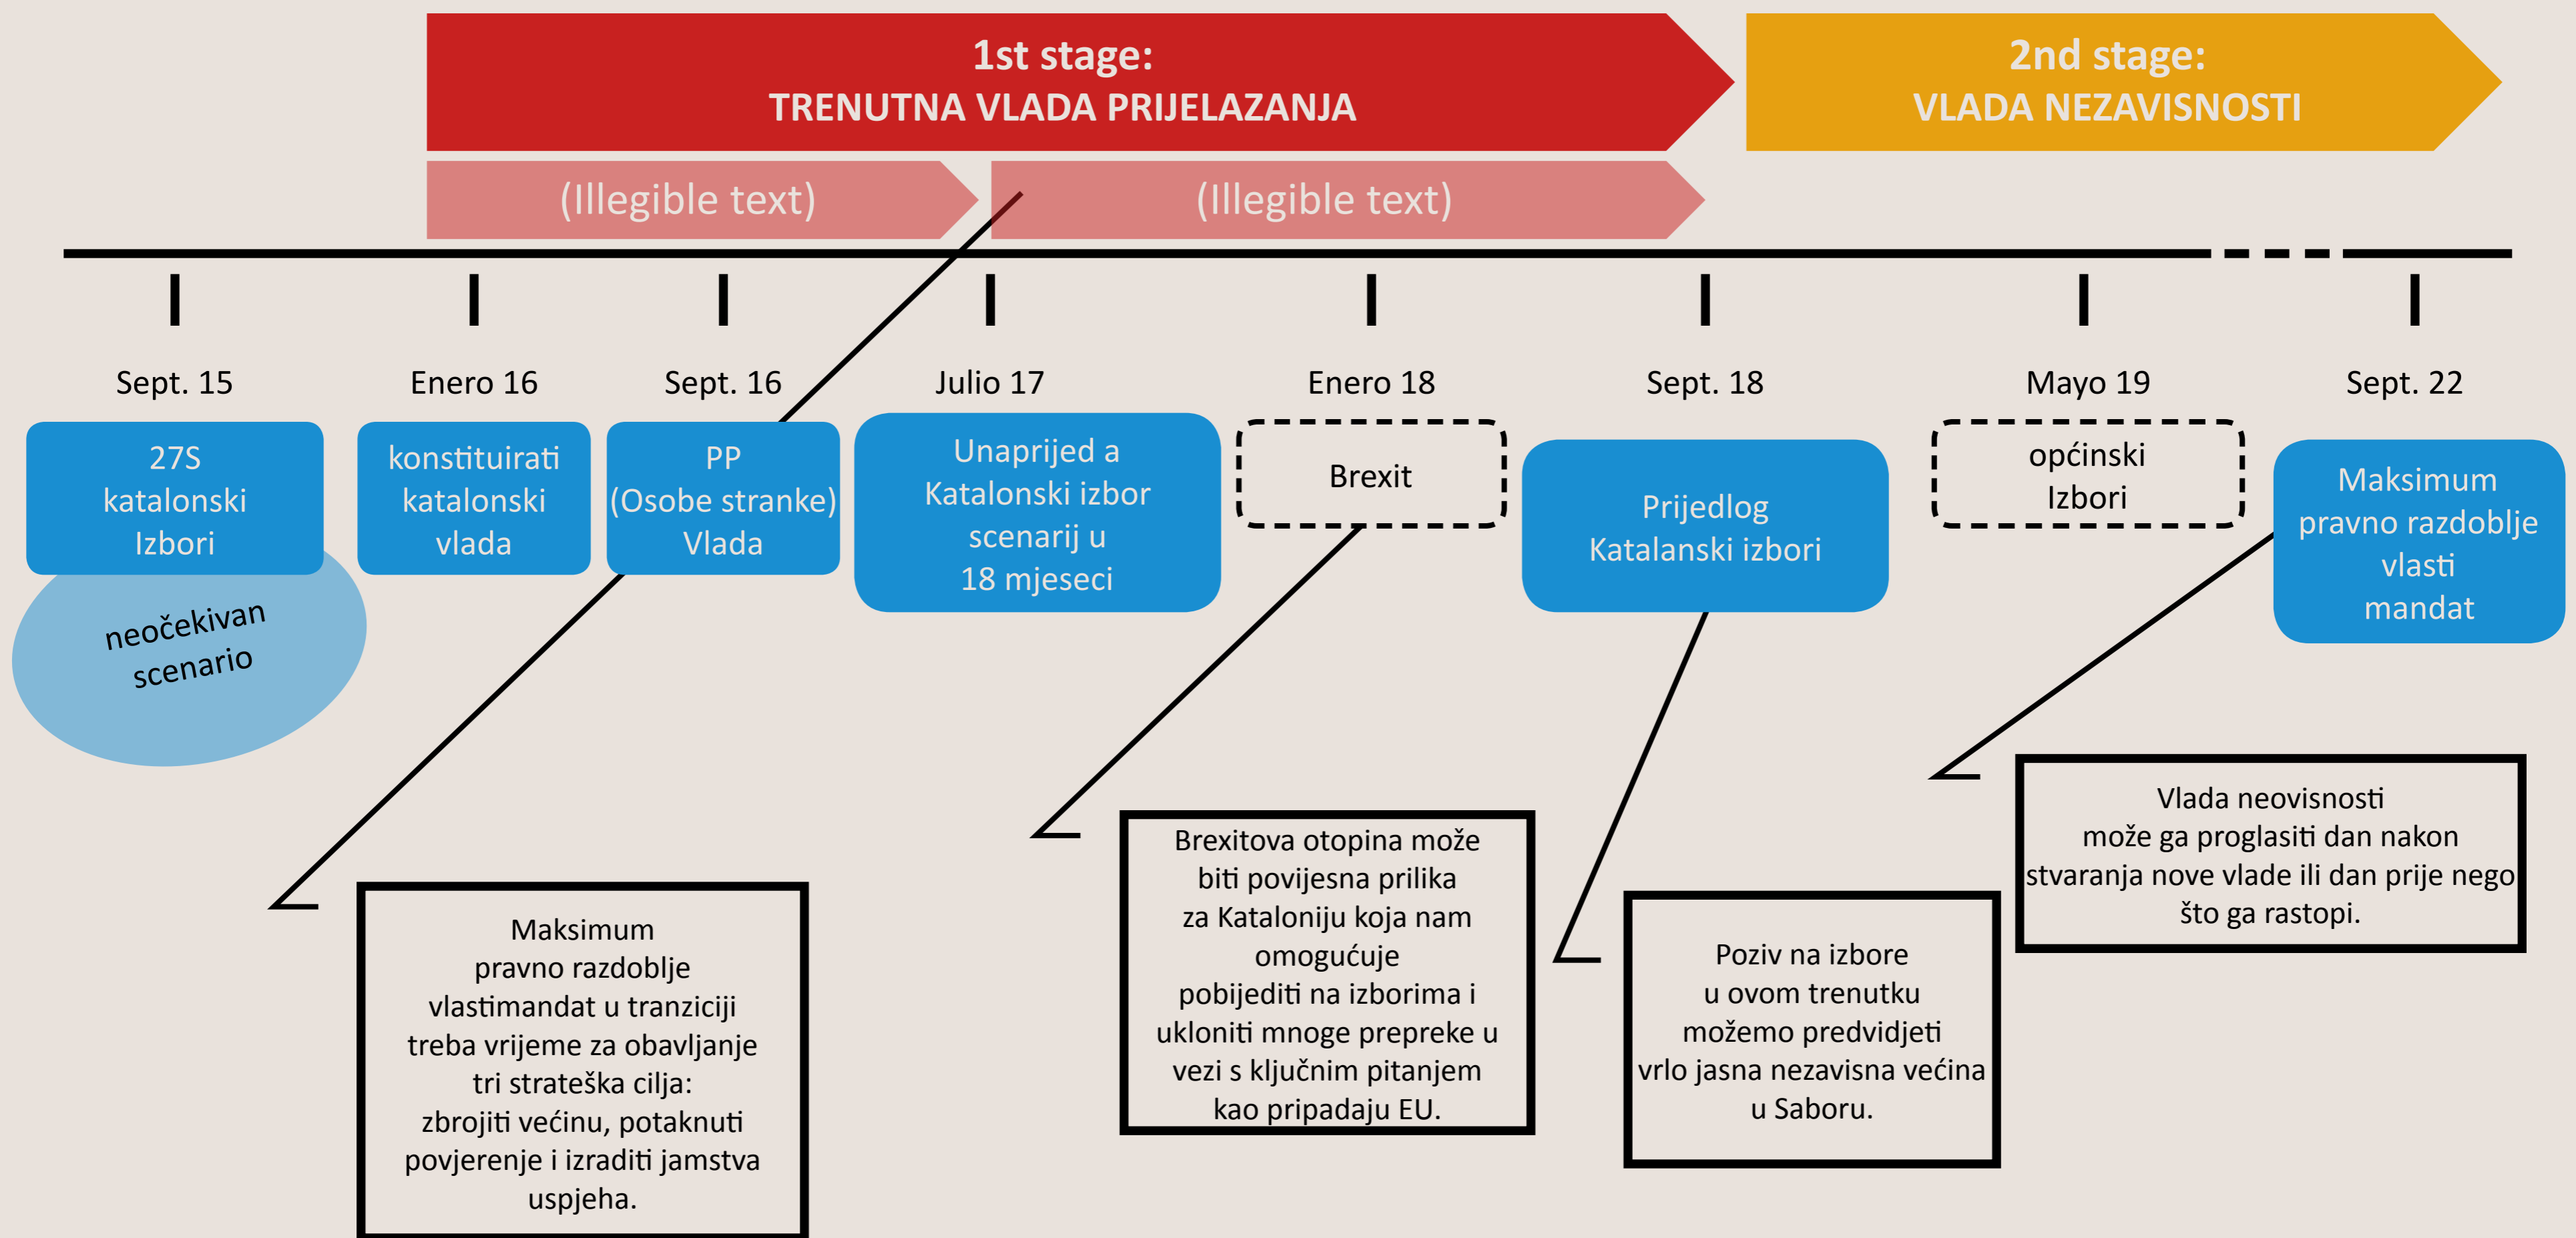 1st stage:
TRENUTNA VLADA PRIJELAZANJA
2nd stage:
VLADA NEZAVISNOSTI
(Illegible text)
(Illegible text)
Sept. 15
Enero 16
Sept. 16
Julio 17
Enero 18
Sept. 18
Mayo 19
Sept. 22
27S
katalonski
Izbori
konstituirati
katalonski
vlada
PP
(Osobe stranke)
Vlada
Unaprijed a
Katalonski izbor
scenarij u
18 mjeseci
Brexit
Prijedlog
Katalanski izbori
općinski
Izbori
Maksimum
pravno razdoblje
vlasti
mandat
neočekivan
scenario
Maksimum
pravno razdoblje
vlastimandat u tranziciji
treba vrijeme za obavljanje
tri strateška cilja:
zbrojiti većinu, potaknuti
povjerenje i izraditi jamstva
uspjeha.
Brexitova otopina može
biti povijesna prilika
za Kataloniju koja nam
omogućuje
pobijediti na izborima i
ukloniti mnoge prepreke u
vezi s ključnim pitanjem
kao pripadaju EU.
Poziv na izbore
u ovom trenutku
možemo predvidjeti
vrlo jasna nezavisna većina
u Saboru.
Vlada neovisnosti
može ga proglasiti dan nakon
stvaranja nove vlade ili dan prije nego
što ga rastopi.